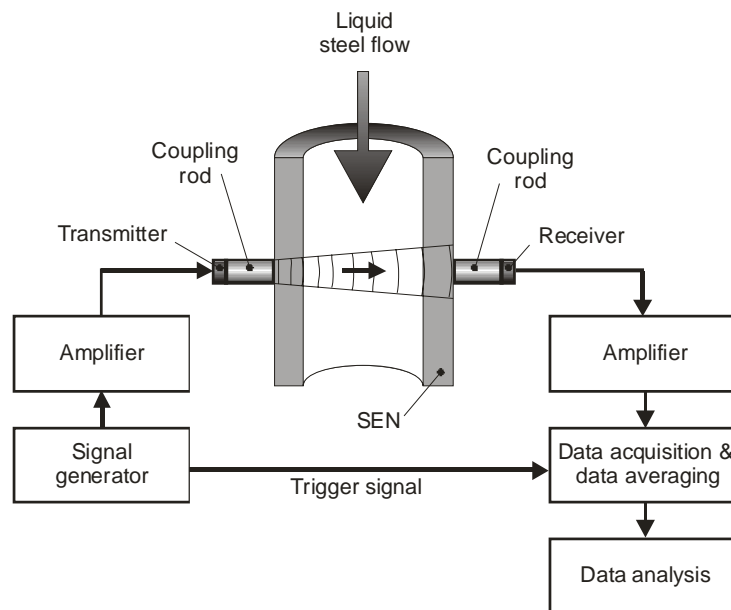 Liquid
steel flow
Coupling
rod
Coupling
rod
Transmitter
Receiver
Amplifier
Amplifier
SEN
Signal
generator
Trigger signal
Data acquisition &
data averaging
Data analysis